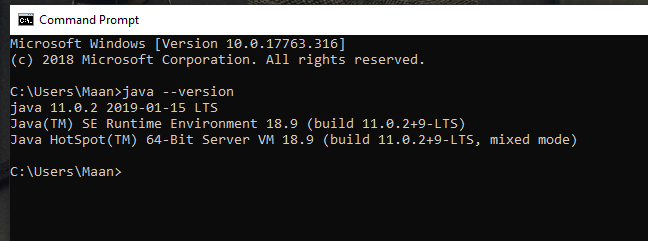 Command Prompt
Microsoft Windows [Version 10.0.17763.316]
(c) 2018 Microsoft Corporation. All rights reserved.
C:\Users\Maan>java --version
java 11.0.2 2019-01-15 LTS
Java(TM) SE Runtime Environment 18.9 (build 11.0.2+9-LTS)
Java HotSpot(TM) 64-Bit Server VM 18.9 (build 11.0.2+9-LTS, mixed mode)
C:\Users\Maan>